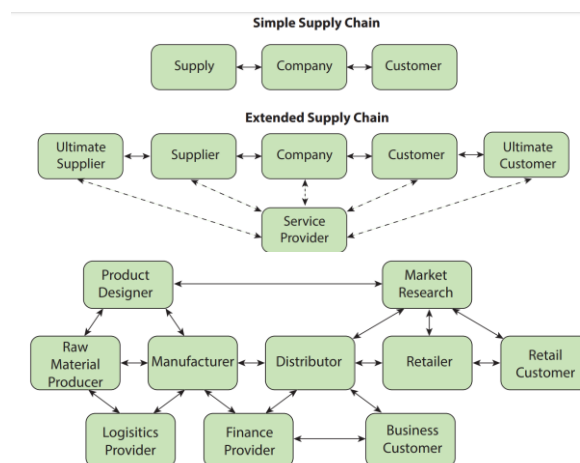 Simple Supply Chain
Supply
Company
Customer
Extended Supply Chain
Ultimate
Supplier
Supplier
Company
Customer
Ultimate
Customer
Service
Provider
Product
Designer
Market
Research
Raw
Material
Producer
Manufacturer
Distributor
Retailer
Retail
Customer
Logisitics
Provider
Finance
Provider
Business
Customer